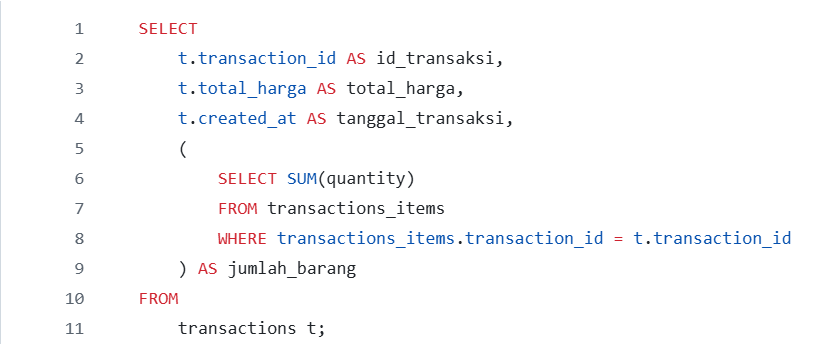 1 SELECT
2 t.transaction_id AS id_transaksi,
3 t.total_harga AS total_harga,
4 t.created_at AS tanggal_transaksi,
5 (
6 SELECT SUM(quantity)
7 FROM transactions_items
8 WHERE transactions_items.transaction_id = t.transaction_id
9 ) AS jumlah_barang
10 FROM
11 transactions t;